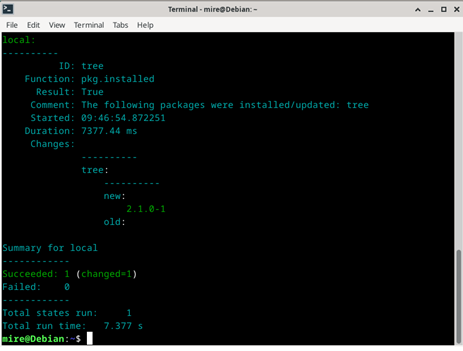 Terminal - mire@Debian: ~
File Edit View Terminal Tabs Help
local:
----------
          ID: tree
    Function: pkg.installed
      Result: True
     Comment: The following packages were installed/updated: tree
     Started: 09:46:54.872251
    Duration: 7377.44 ms
     Changes:
              ----------
              tree:
                  ----------
                  new:
                      2.1.0-1
                  old:
Summary for local
------------
Succeeded: 1 (changed=1)
Failed:    0
------------
Total states run:     1
Total run time:   7.377 s
mire@Debian:~$